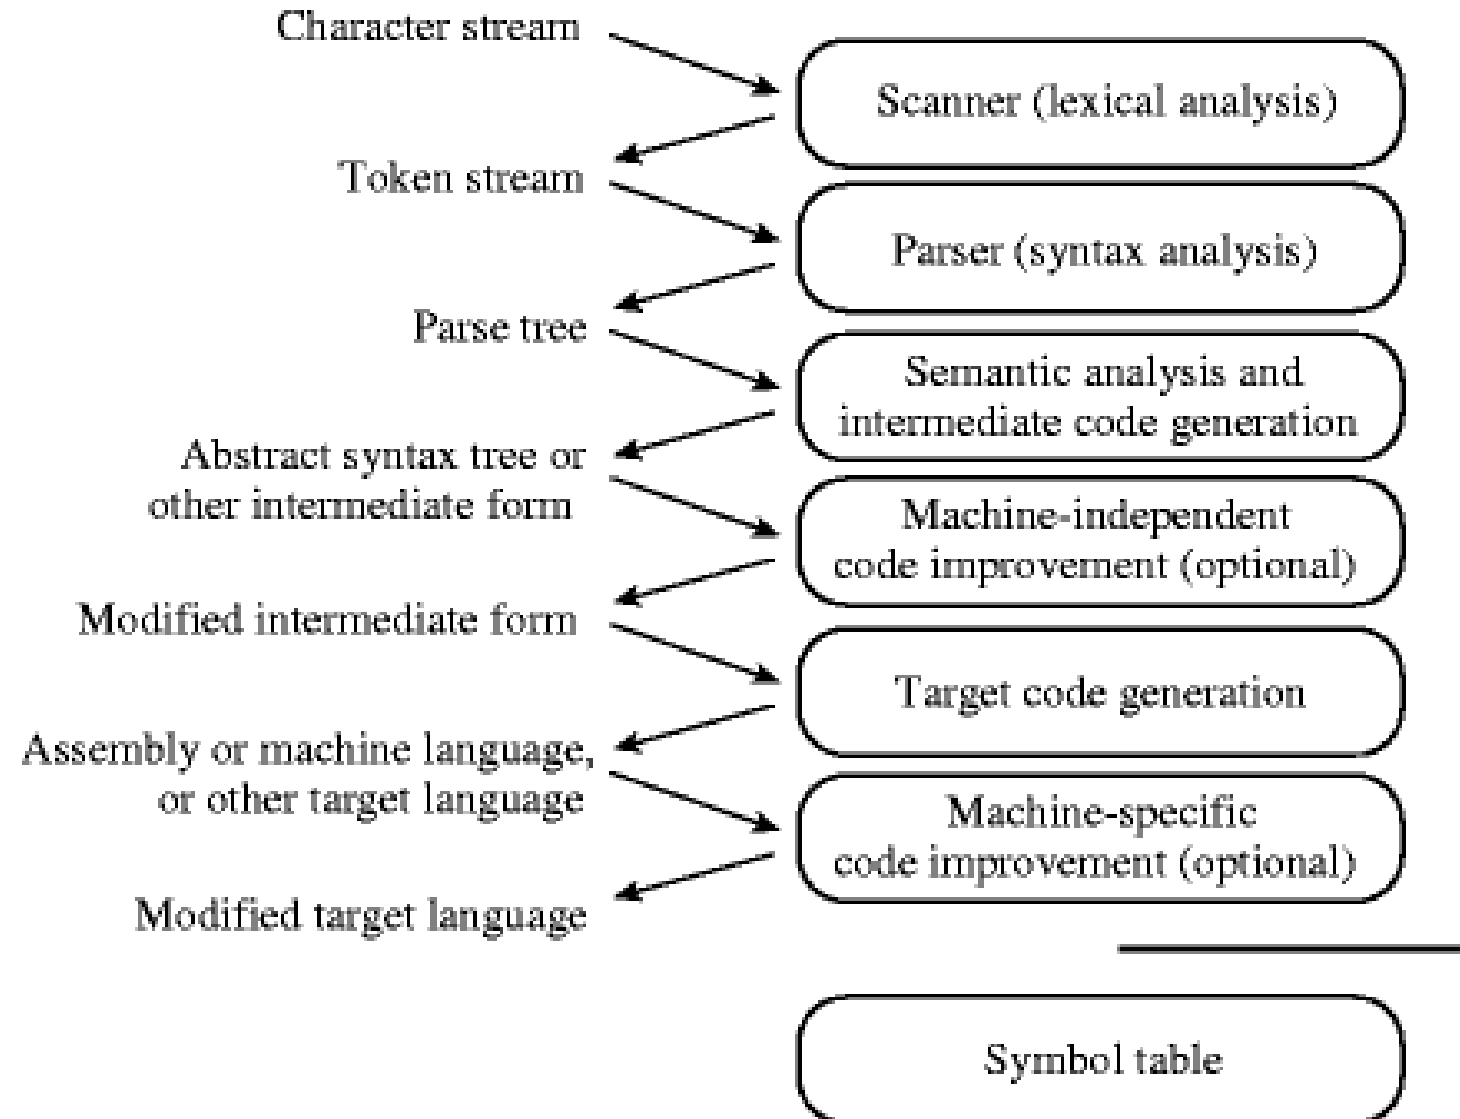 Character stream
Scanner (lexical analysis)
Token stream
Parser (syntax analysis)
Parse tree
Semantic analysis and
intermediate code generation
Abstract syntax tree or
other intermediate form
Machine-independent
code improvement (optional)
Modified intermediate form
Target code generation
Assembly or machine language,
or other target language
Machine-specific
code improvement (optional)
Modified target language
Symbol table